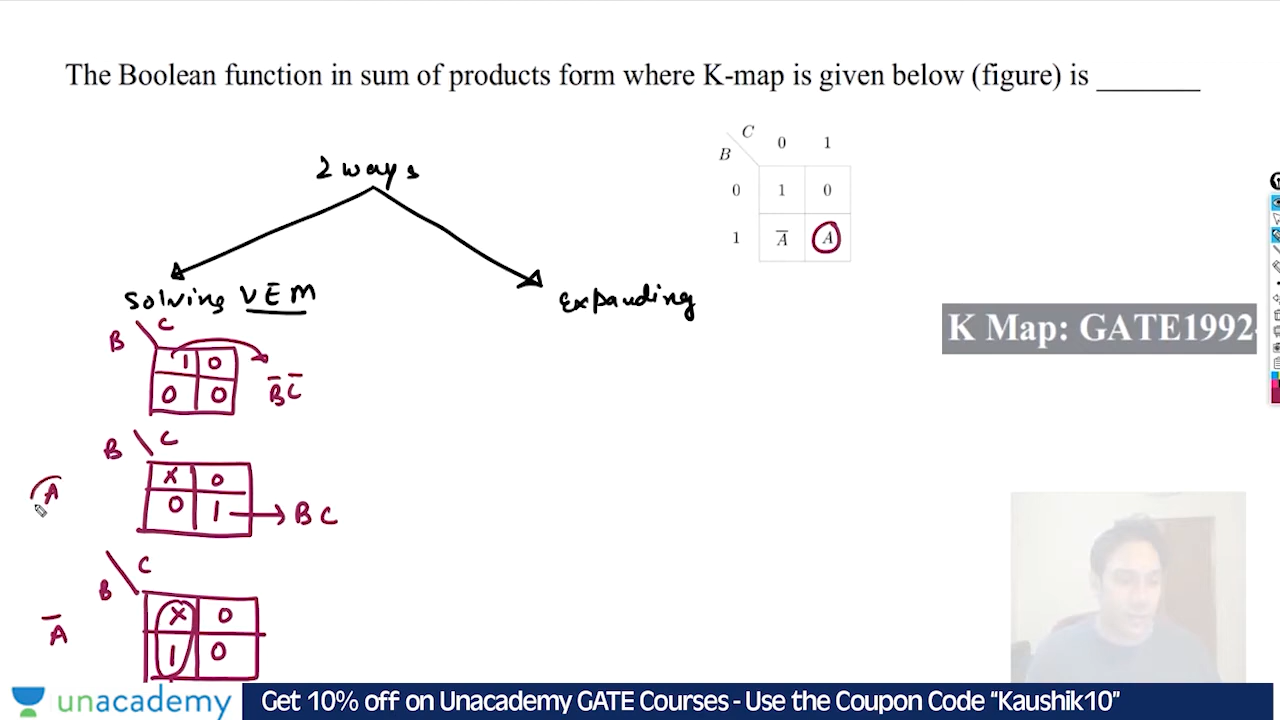 The Boolean function in sum of products form where K-map is given below (figure) is ________
2 ways
Solving VEM
Expanding
C
B
0 1
0 1 0
1 A̅ A
K Map: GATE1992-
C
B
1 0
0 0
B̅ C̅
C
B
A
X 0
0 1
BC
C
B
A̅
X 0
1 0
unacademy
Get 10% off on Unacademy GATE Courses - Use the Coupon Code "Kaushik10"